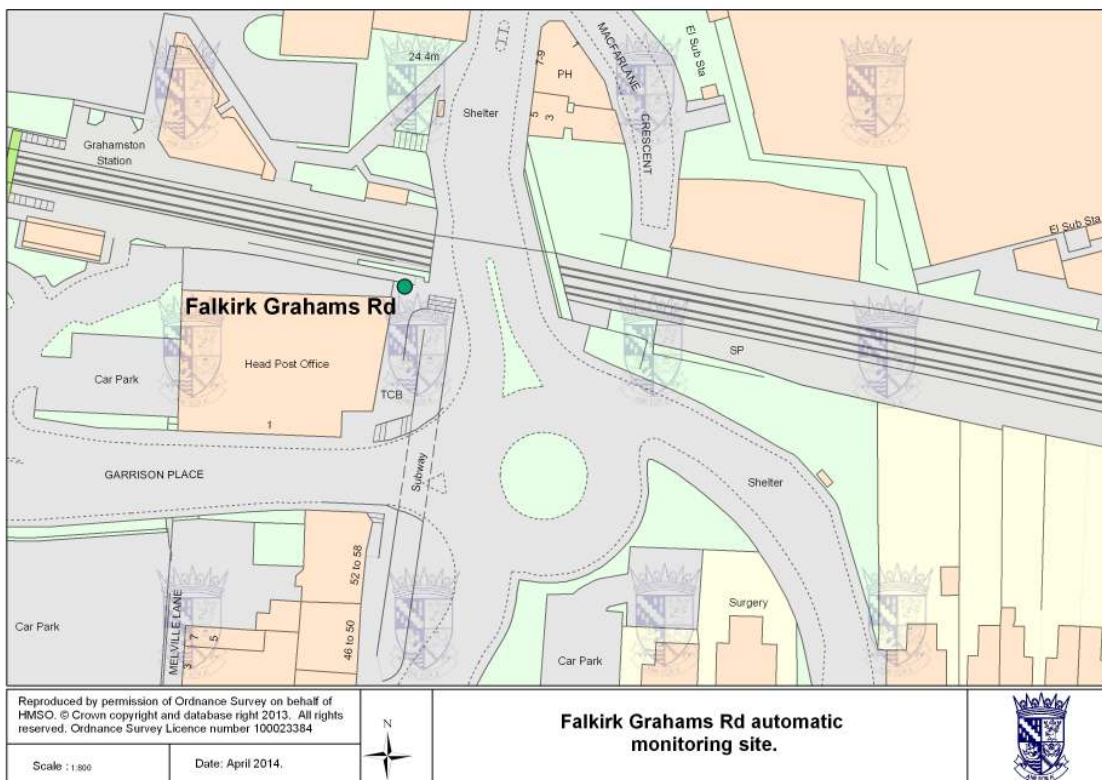 MACFARLANE
CRESCENT
El Sub Sta
24.4m
7-9
1
PH
Shelter
5
3
Grahamston
Station
El Sub Sta
Falkirk Grahams Rd
SP
Head Post Office
Car Park
TCB
1
GARRISON PLACE
Subway
Shelter
52 to 58
46 to 50
MELVILLE LANE
Car Park
7
5
3
Surgery
Car Park
Reproduced by permission of Ordnance Survey on behalf of
HMSO. © Crown copyright and database right 2013. All rights
reserved. Ordnance Survey Licence number 100023384
Scale : 1:800
Date: April 2014.
N
Falkirk Grahams Rd automatic
monitoring site.